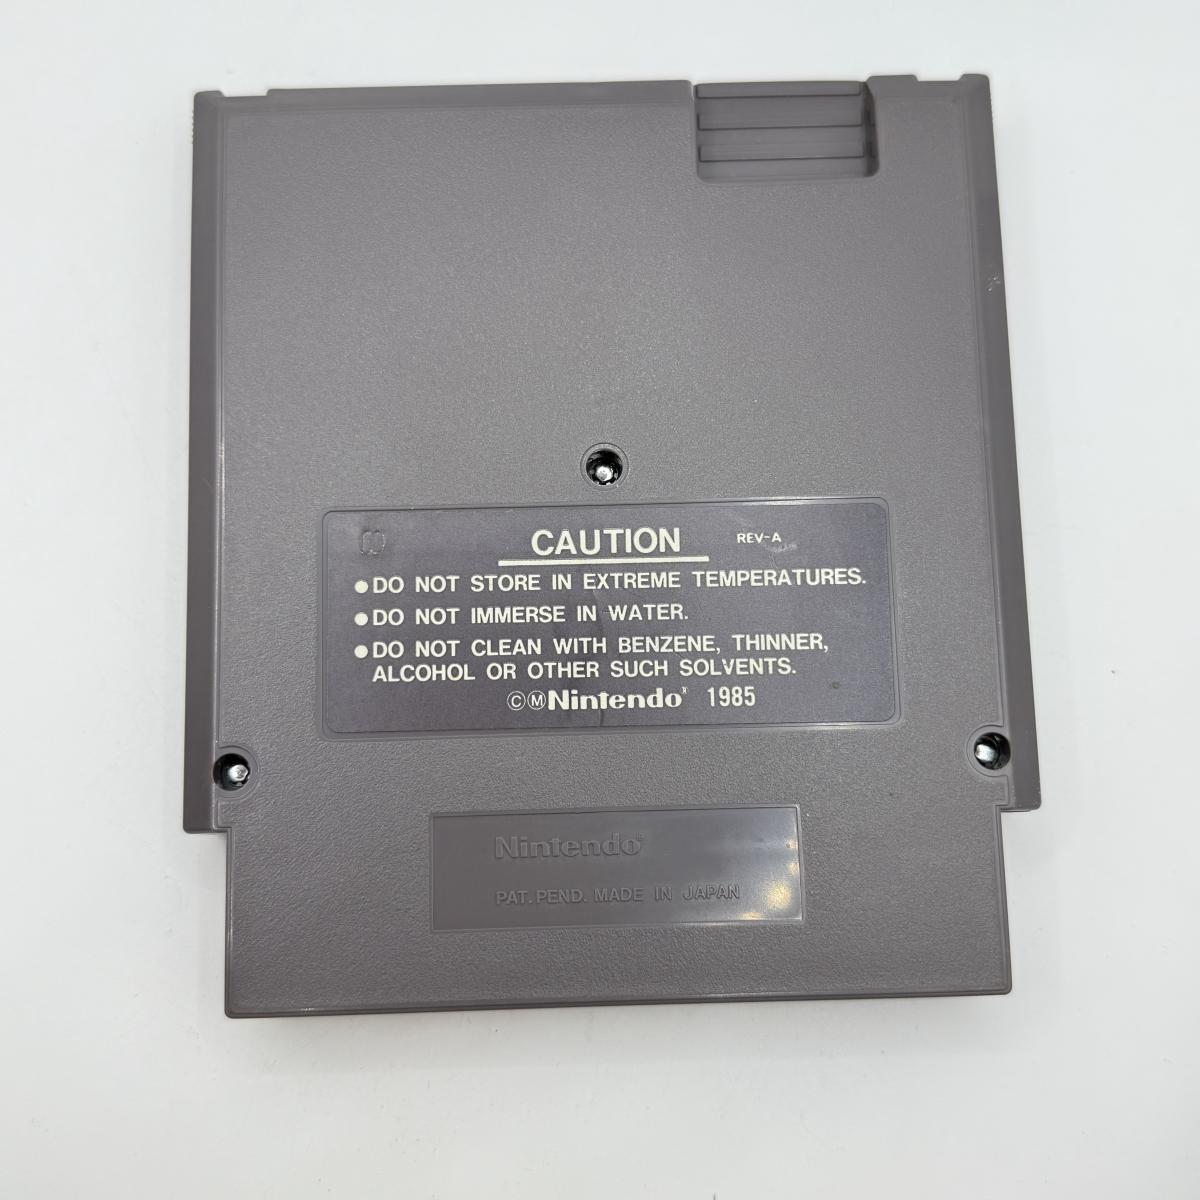 CAUTION REV-A
●DO NOT STORE IN EXTREME TEMPERATURES.
●DO NOT IMMERSE IN WATER.
●DO NOT CLEAN WITH BENZENE, THINNER,
ALCOHOL OR OTHER SUCH SOLVENTS.
©ⓂNintendo® 1985
Nintendo®
PAT. PEND. MADE IN JAPAN